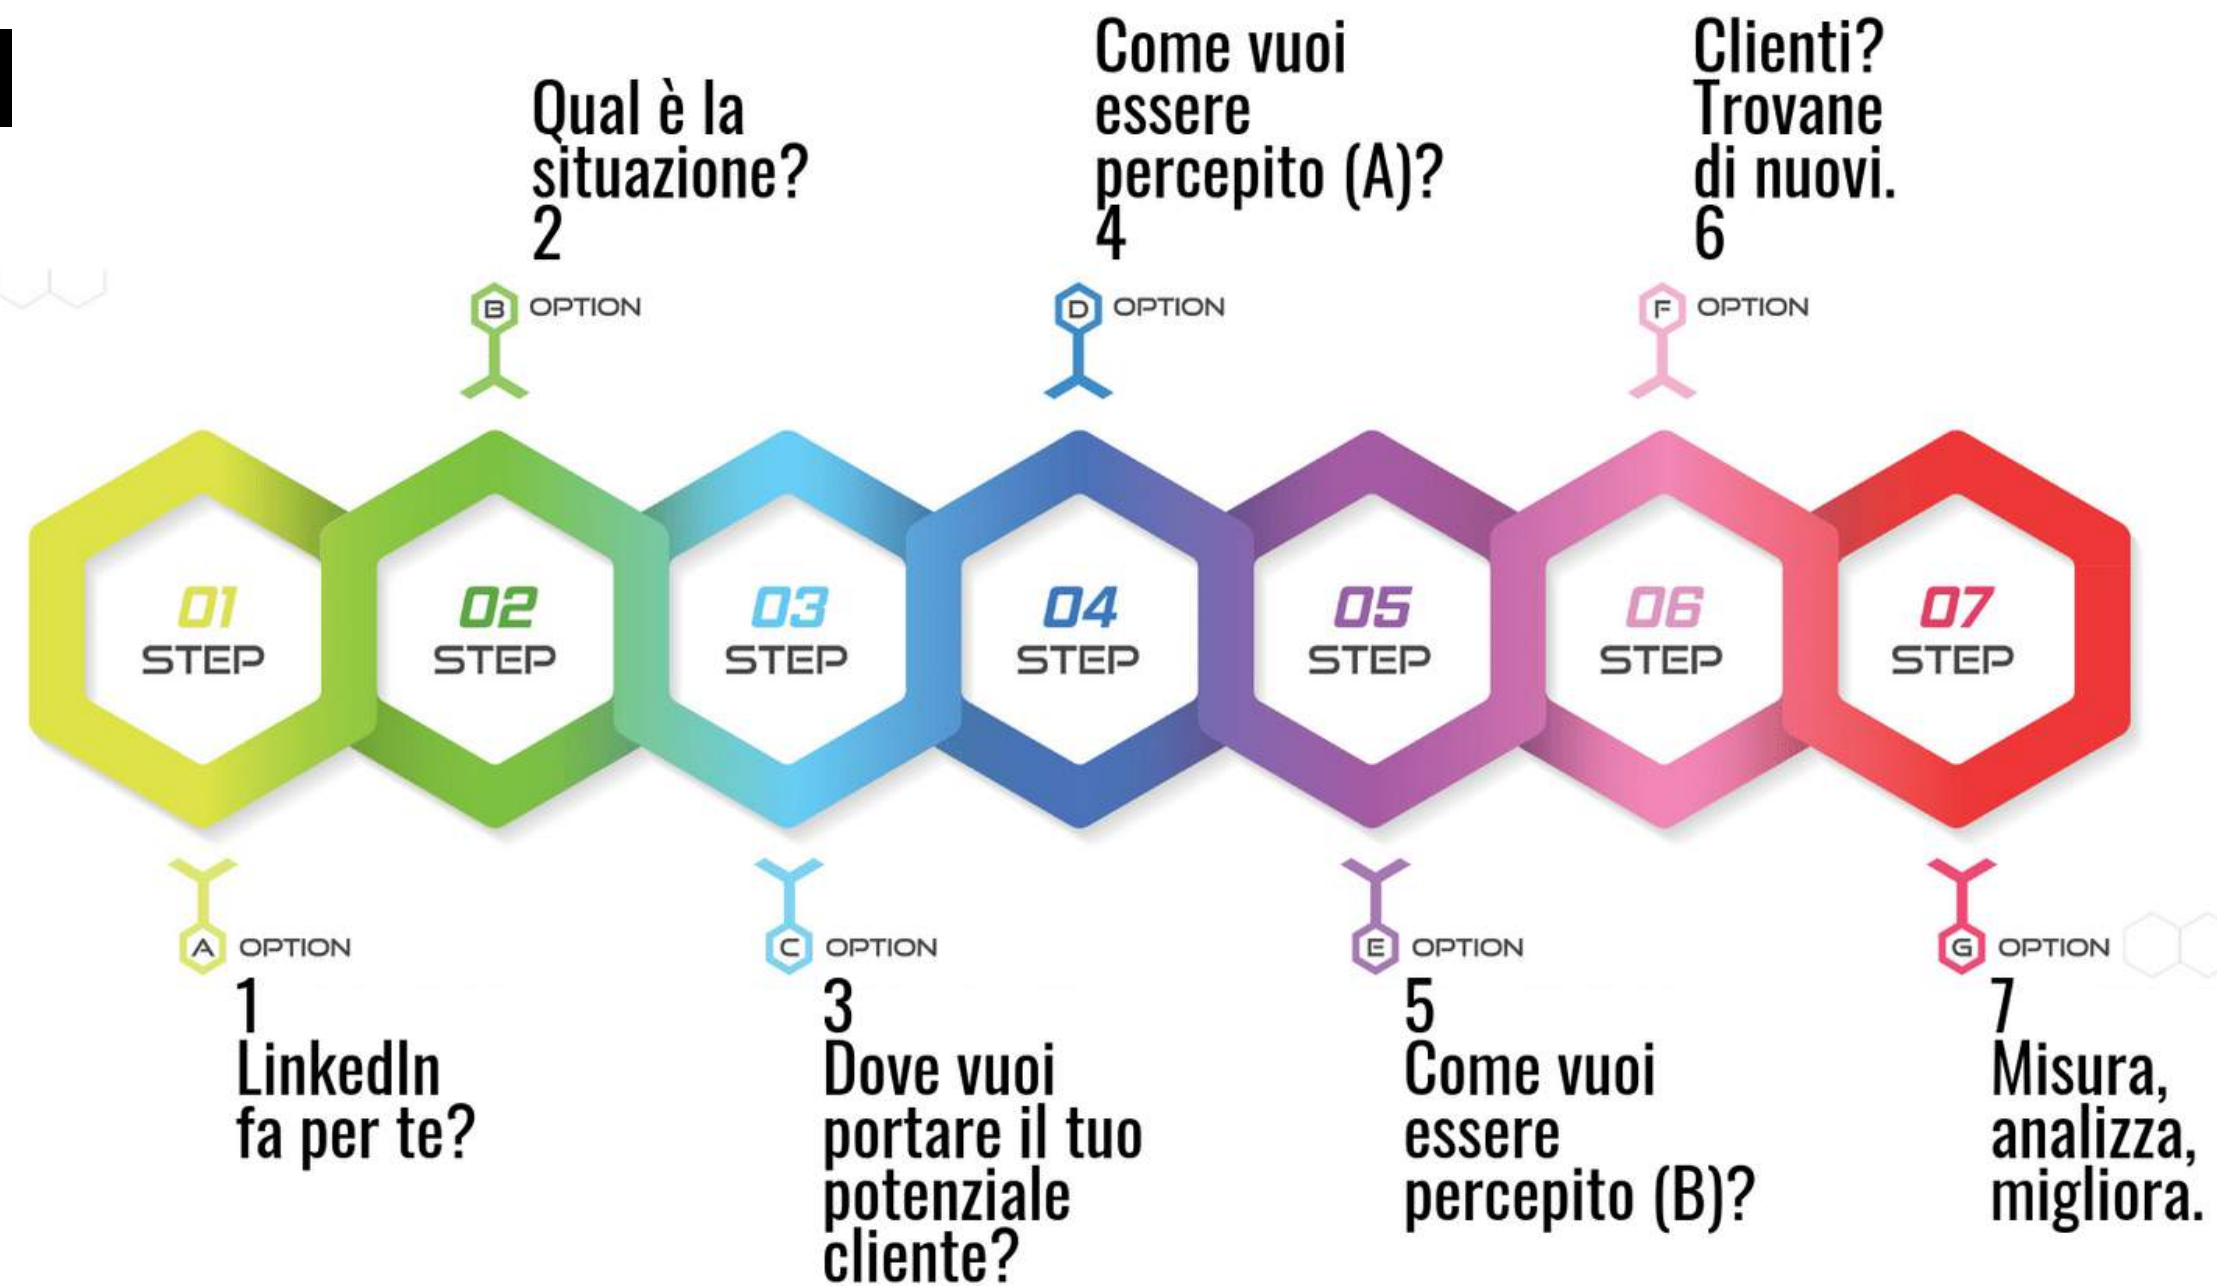 Qual è la
situazione?
2
Come vuoi
essere
percepito (A)?
4
Clienti?
Trovane
di nuovi.
6
B OPTION
D OPTION
F OPTION
01
STEP
02
STEP
03
STEP
04
STEP
05
STEP
06
STEP
07
STEP
A OPTION
C OPTION
E OPTION
G OPTION
1
LinkedIn
fa per te?
3
Dove vuoi
portare il tuo
potenziale
cliente?
5
Come vuoi
essere
percepito (B)?
7
Misura,
analizza,
migliora.